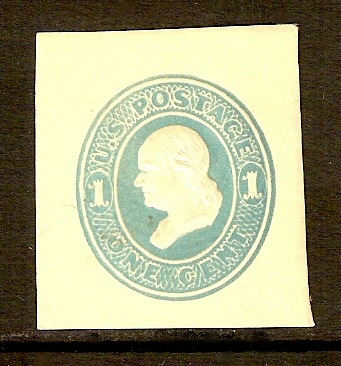 U.S. POSTAGE
1 1
ONE CENT